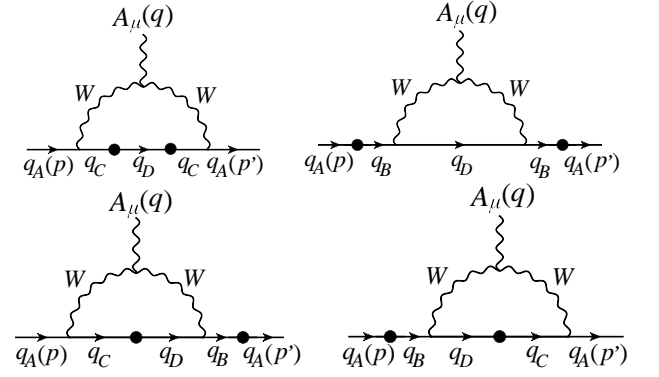 A_μ(q)
W W
q_A(p) q_C q_D q_C q_A(p')
A_μ(q)
W W
q_A(p) q_B q_D q_B q_A(p')
A_μ(q)
W W
q_A(p) q_C q_D q_B q_A(p')
A_μ(q)
W W
q_A(p) q_B q_D q_C q_A(p')